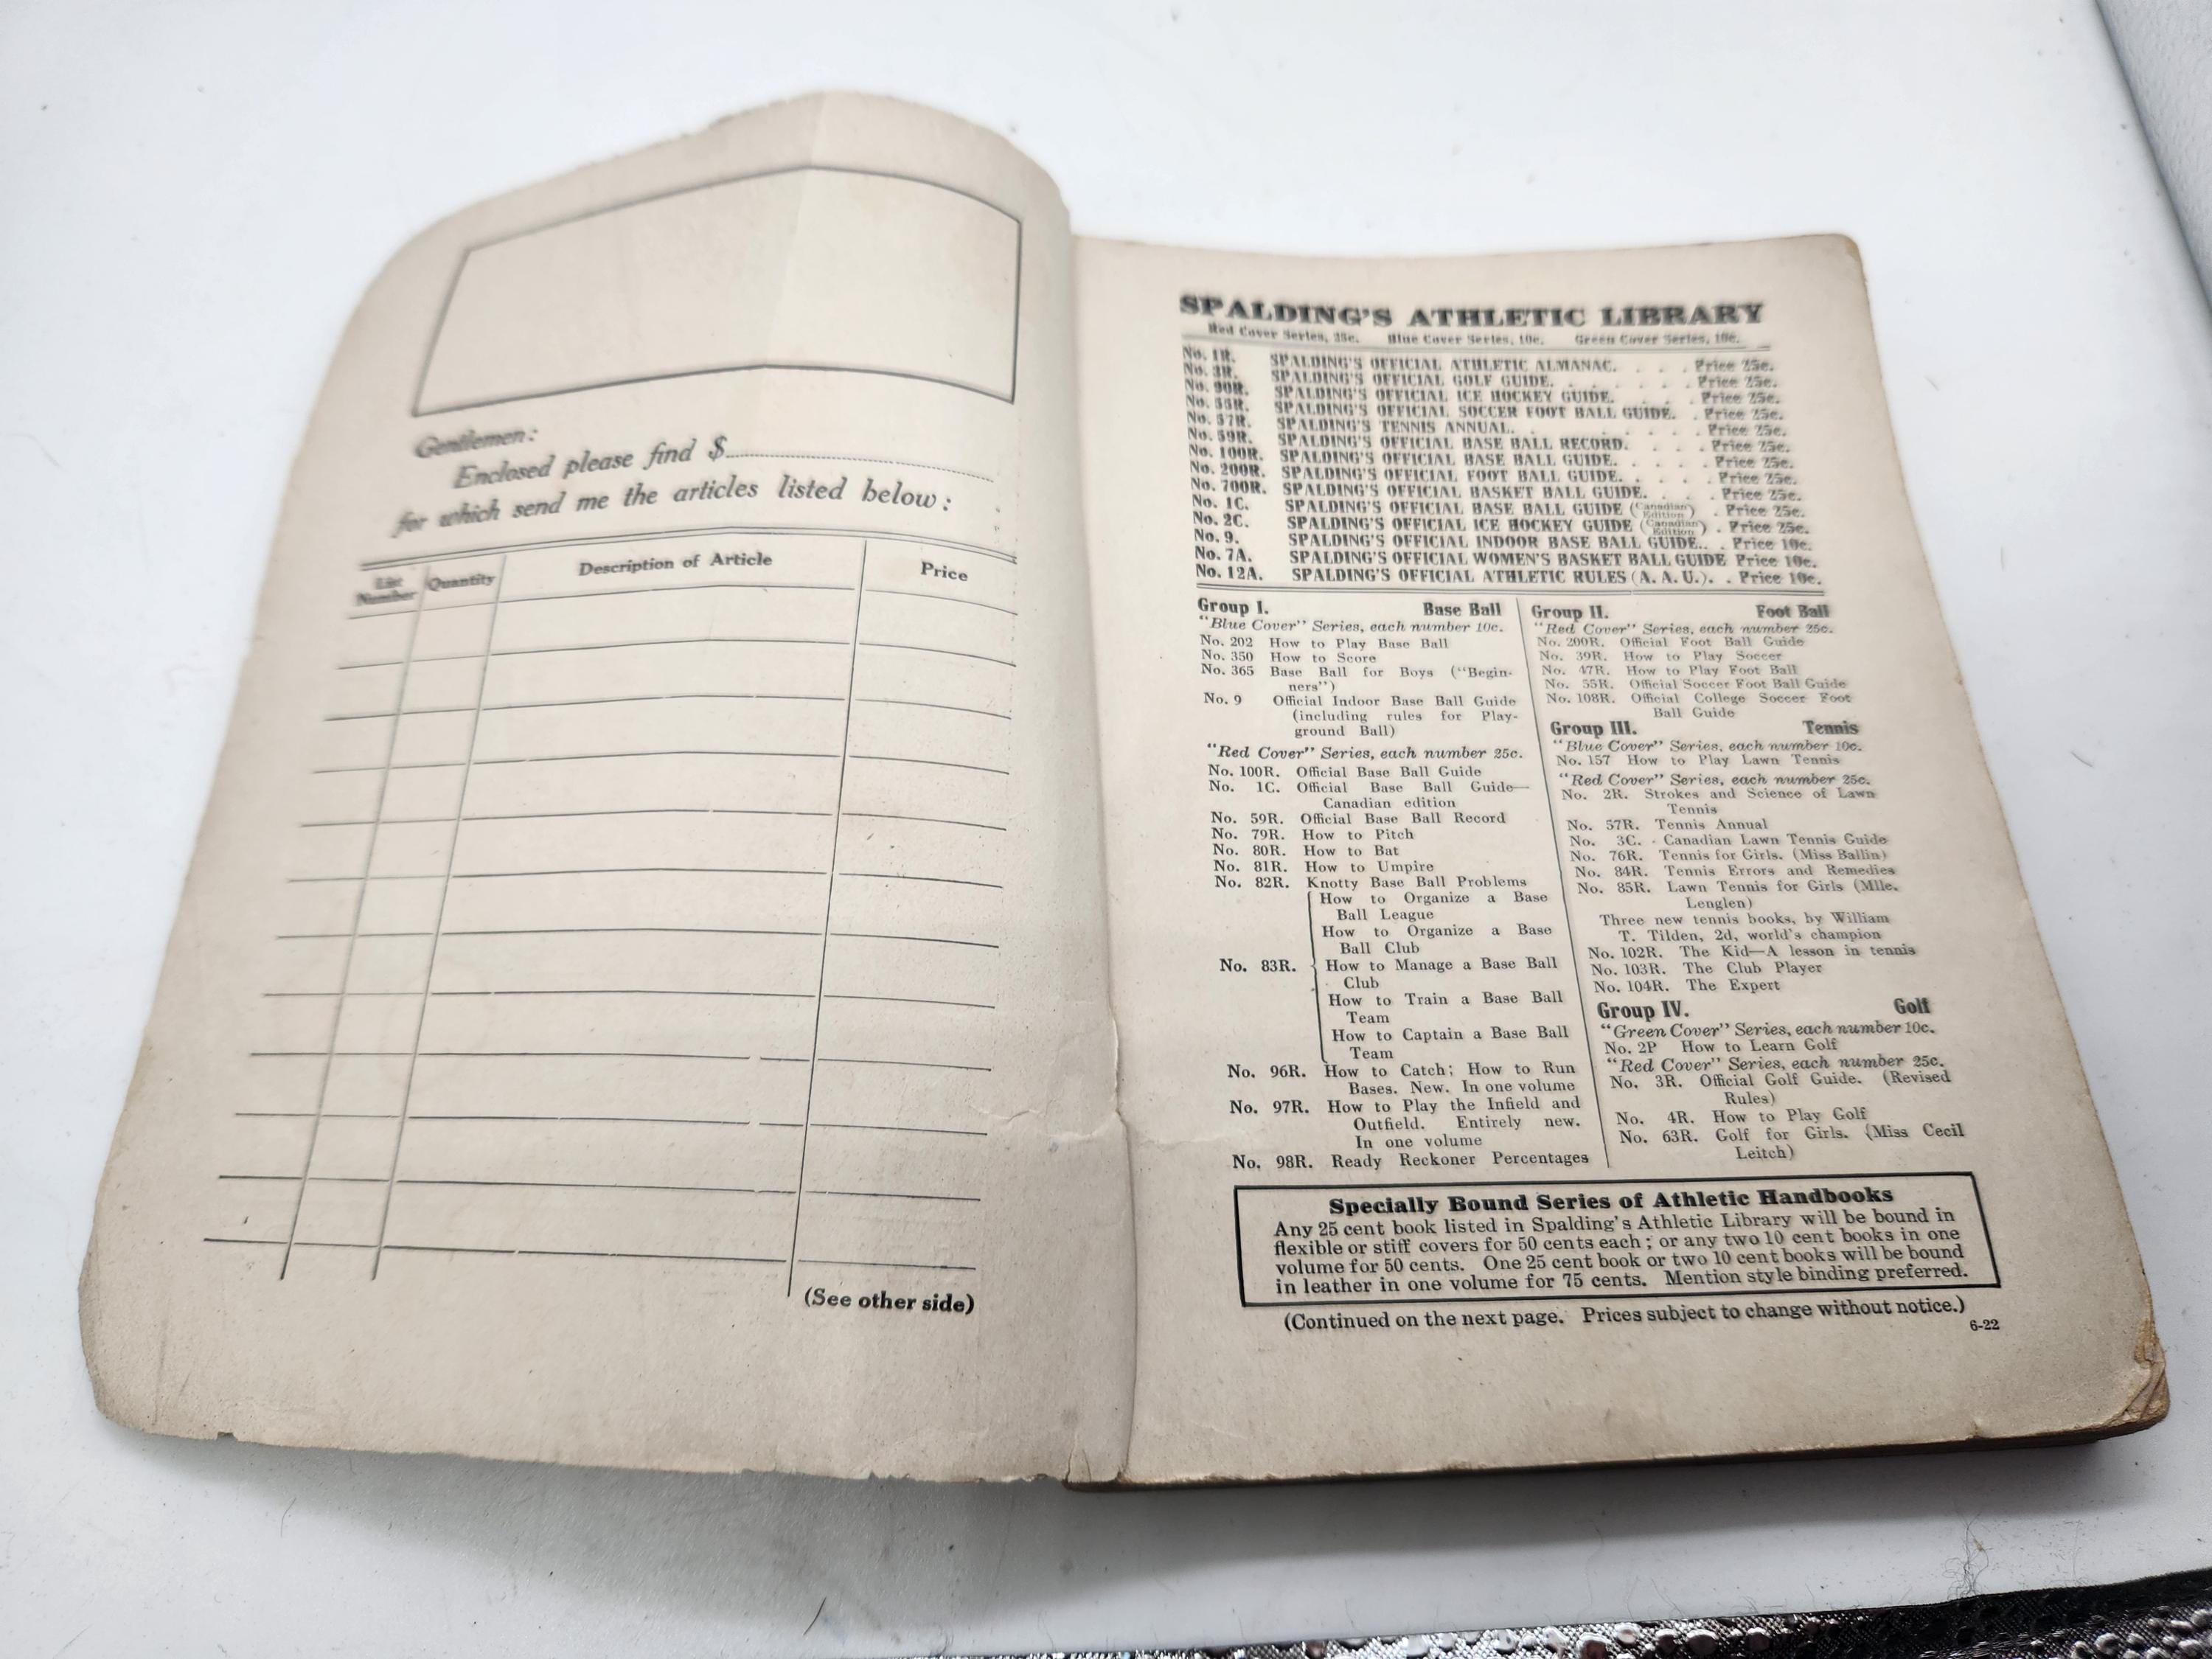 Gentlemen:
Enclosed please find $
for which send me the articles listed below:
List Number Quantity Description of Article Price
(See other side)
SPALDING'S ATHLETIC LIBRARY
Red Cover Series, 25c. Blue Cover Series, 10c. Green Cover Series, 10c.
No. 1R. SPALDING'S OFFICIAL ATHLETIC ALMANAC. . . . Price 25c.
No. 3R. SPALDING'S OFFICIAL GOLF GUIDE. . . . . . . Price 25c.
No. 90R. SPALDING'S OFFICIAL ICE HOCKEY GUIDE. . . . Price 25c.
No. 55R. SPALDING'S OFFICIAL SOCCER FOOT BALL GUIDE. . Price 25c.
No. 57R. SPALDING'S TENNIS ANNUAL. . . . . . . . Price 25c.
No. 59R. SPALDING'S OFFICIAL BASE BALL RECORD. . . . Price 25c.
No. 100R. SPALDING'S OFFICIAL BASE BALL GUIDE. . . . . Price 25c.
No. 200R. SPALDING'S OFFICIAL FOOT BALL GUIDE. . . . . Price 25c.
No. 700R. SPALDING'S OFFICIAL BASKET BALL GUIDE. . . . Price 25c.
No. 1C. SPALDING'S OFFICIAL BASE BALL GUIDE (Canadian Edition) . Price 25c.
No. 2C. SPALDING'S OFFICIAL ICE HOCKEY GUIDE (Canadian Edition) . Price 25c.
No. 9. SPALDING'S OFFICIAL INDOOR BASE BALL GUIDE. . . Price 10c.
No. 7A. SPALDING'S OFFICIAL WOMEN'S BASKET BALL GUIDE Price 10c.
No. 12A. SPALDING'S OFFICIAL ATHLETIC RULES (A. A. U.). . Price 10c.
Group I. Base Ball
"Blue Cover" Series, each number 10c.
No. 202 How to Play Base Ball
No. 350 How to Score
No. 365 Base Ball for Boys ("Begin-
ners")
No. 9 Official Indoor Base Ball Guide
(including rules for Play-
ground Ball)
"Red Cover" Series, each number 25c.
No. 100R. Official Base Ball Guide
No. 1C. Official Base Ball Guide—
Canadian edition
No. 59R. Official Base Ball Record
No. 79R. How to Pitch
No. 80R. How to Bat
No. 81R. How to Umpire
No. 82R. Knotty Base Ball Problems
How to Organize a Base
Ball League
How to Organize a Base
Ball Club
No. 83R. How to Manage a Base Ball
Club
How to Train a Base Ball
Team
How to Captain a Base Ball
Team
No. 96R. How to Catch; How to Run
Bases. New. In one volume
No. 97R. How to Play the Infield and
Outfield. Entirely new.
In one volume
No. 98R. Ready Reckoner Percentages
Group II. Foot Ball
"Red Cover" Series, each number 25c.
No. 200R. Official Foot Ball Guide
No. 39R. How to Play Soccer
No. 47R. How to Play Foot Ball
No. 55R. Official Soccer Foot Ball Guide
No. 108R. Official College Soccer Foot
Ball Guide
Group III. Tennis
"Blue Cover" Series, each number 10c.
No. 157 How to Play Lawn Tennis
"Red Cover" Series, each number 25c.
No. 2R. Strokes and Science of Lawn
Tennis
No. 57R. Tennis Annual
No. 3C. Canadian Lawn Tennis Guide
No. 76R. Tennis for Girls. (Miss Ballin)
No. 84R. Tennis Errors and Remedies
No. 85R. Lawn Tennis for Girls (Mlle.
Lenglen)
Three new tennis books, by William
T. Tilden, 2d, world's champion
No. 102R. The Kid—A lesson in tennis
No. 103R. The Club Player
No. 104R. The Expert
Group IV. Golf
"Green Cover" Series, each number 10c.
No. 2P How to Learn Golf
"Red Cover" Series, each number 25c.
No. 3R. Official Golf Guide. (Revised
Rules)
No. 4R. How to Play Golf
No. 63R. Golf for Girls. (Miss Cecil
Leitch)
Specially Bound Series of Athletic Handbooks
Any 25 cent book listed in Spalding's Athletic Library will be bound in
flexible or stiff covers for 50 cents each; or any two 10 cent books in one
volume for 50 cents. One 25 cent book or two 10 cent books will be bound
in leather in one volume for 75 cents. Mention style binding preferred.
(Continued on the next page. Prices subject to change without notice.)
6-22